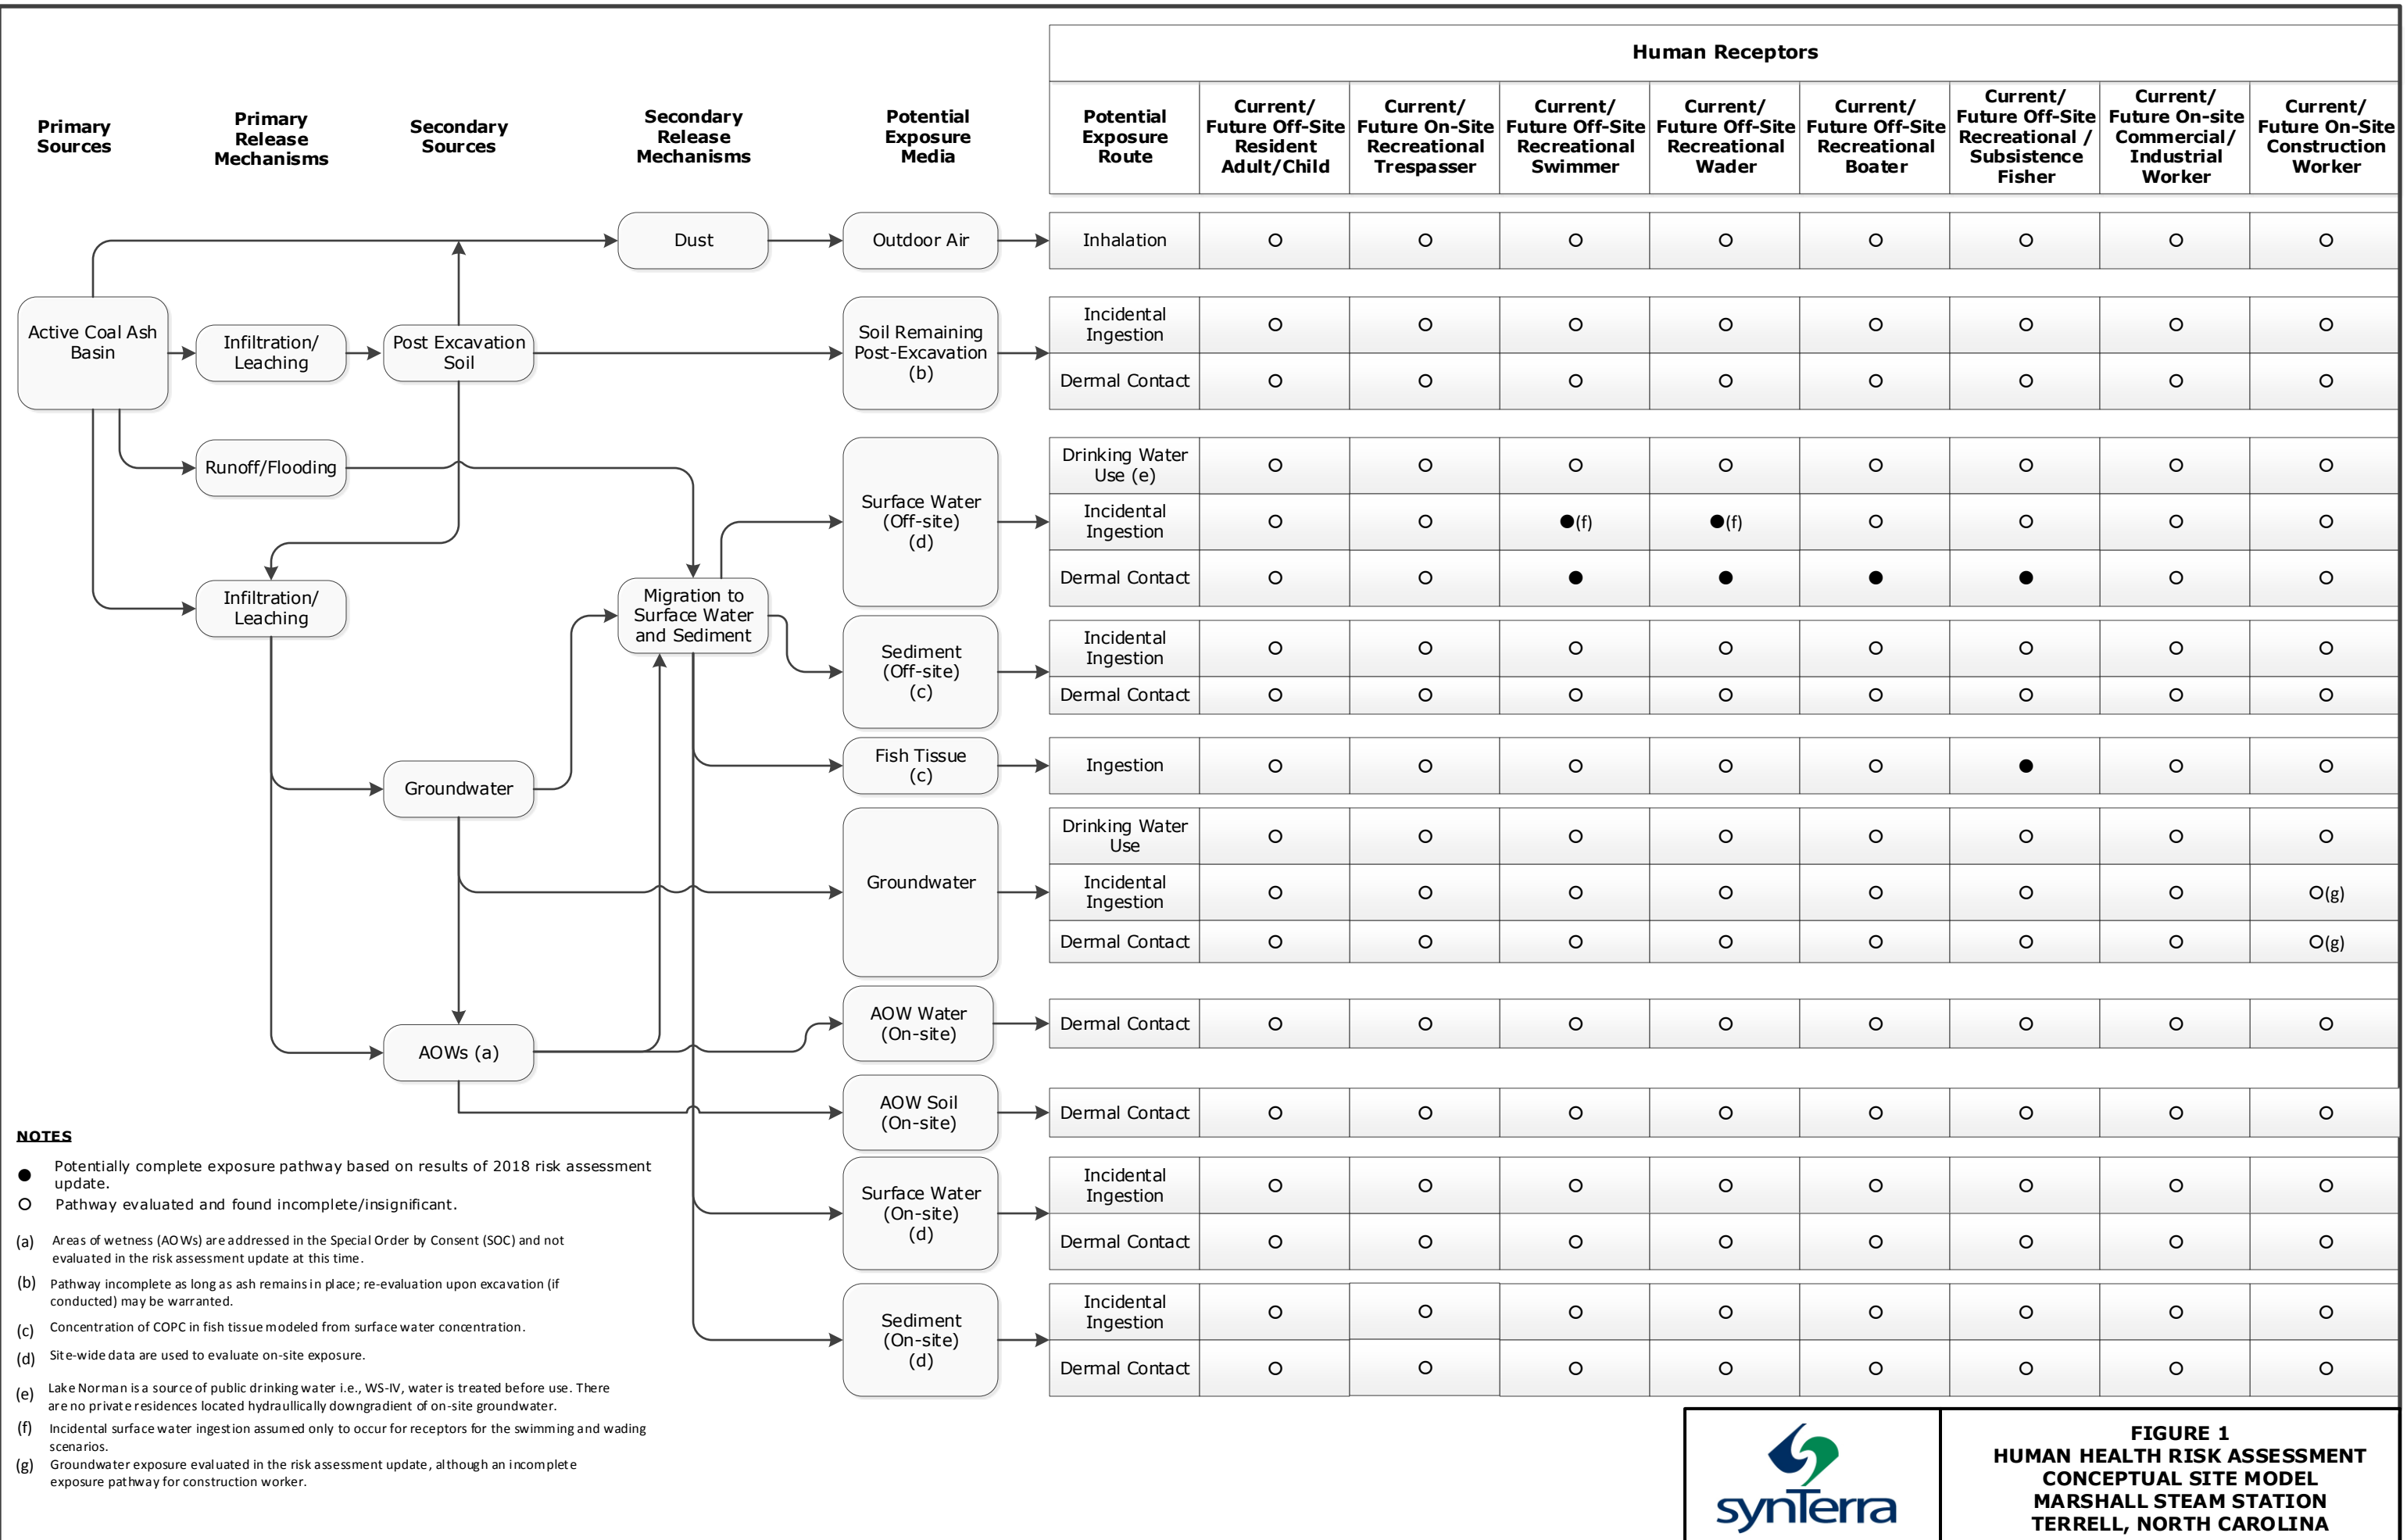 Human Receptors
Primary
Sources
Primary
Release
Mechanisms
Secondary
Sources
Secondary
Release
Mechanisms
Potential
Exposure
Media
Potential
Exposure
Route
Current/
Future Off-Site
Resident
Adult/Child
Current/
Future On-Site
Recreational
Trespasser
Current/
Future Off-Site
Recreational
Swimmer
Current/
Future Off-Site
Recreational
Wader
Current/
Future Off-Site
Recreational
Boater
Current/
Future Off-Site
Recreational /
Subsistence
Fisher
Current/
Future On-site
Commercial/
Industrial
Worker
Current/
Future On-Site
Construction
Worker
Dust
Outdoor Air
Inhalation
Active Coal Ash
Basin
Infiltration/
Leaching
Post Excavation
Soil
Soil Remaining
Post-Excavation
(b)
Incidental
Ingestion
Dermal Contact
Runoff/Flooding
Surface Water
(Off-site)
(d)
Drinking Water
Use (e)
Incidental
Ingestion
●(f)
●(f)
Dermal Contact
Infiltration/
Leaching
Migration to
Surface Water
and Sediment
Sediment
(Off-site)
(c)
Incidental
Ingestion
Dermal Contact
Fish Tissue
(c)
Ingestion
Groundwater
Groundwater
Drinking Water
Use
Incidental
Ingestion
O(g)
Dermal Contact
O(g)
AOWs (a)
AOW Water
(On-site)
Dermal Contact
AOW Soil
(On-site)
Dermal Contact
Surface Water
(On-site)
(d)
Incidental
Ingestion
Dermal Contact
Sediment
(On-site)
(d)
Incidental
Ingestion
Dermal Contact
NOTES
● Potentially complete exposure pathway based on results of 2018 risk assessment
update.
O Pathway evaluated and found incomplete/insignificant.
(a) Areas of wetness (AOWs) are addressed in the Special Order by Consent (SOC) and not
evaluated in the risk assessment update at this time.
(b) Pathway incomplete as long as ash remains in place; re-evaluation upon excavation (if
conducted) may be warranted.
(c) Concentration of COPC in fish tissue modeled from surface water concentration.
(d) Site-wide data are used to evaluate on-site exposure.
(e) Lake Norman is a source of public drinking water i.e., WS-IV, water is treated before use. There
are no private residences located hydraullically downgradient of on-site groundwater.
(f) Incidental surface water ingestion assumed only to occur for receptors for the swimming and wading
scenarios.
(g) Groundwater exposure evaluated in the risk assessment update, although an incomplete
exposure pathway for construction worker.
synTerra
FIGURE 1
HUMAN HEALTH RISK ASSESSMENT
CONCEPTUAL SITE MODEL
MARSHALL STEAM STATION
TERRELL, NORTH CAROLINA